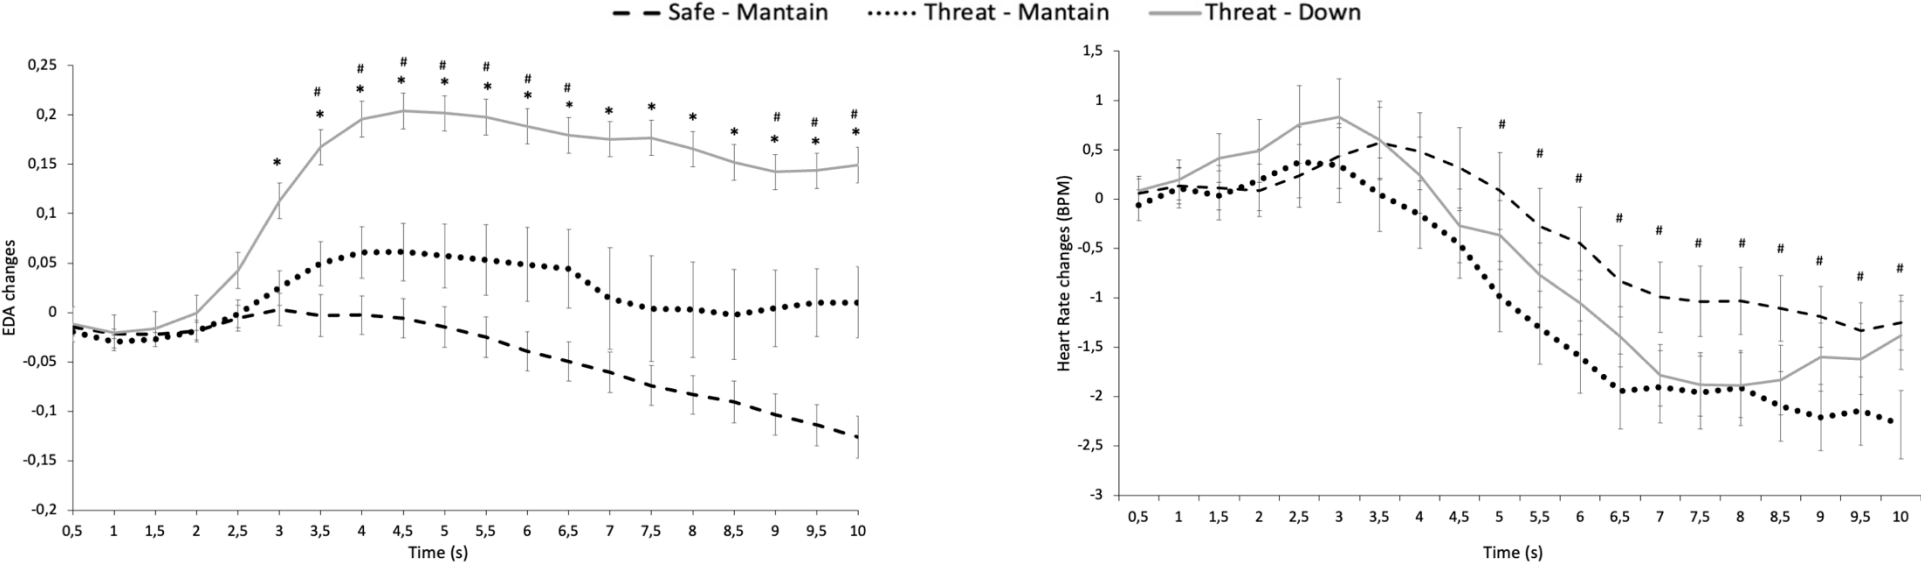 Safe - Mantain Threat - Mantain Threat - Down
EDA changes
0,25
0,2
0,15
0,1
0,05
0
-0,05
-0,1
-0,15
-0,2
# # # # # # # # # #
* * * * * * * * * * * * * * *
0,5 1 1,5 2 2,5 3 3,5 4 4,5 5 5,5 6 6,5 7 7,5 8 8,5 9 9,5 10
Time (s)
Heart Rate changes (BPM)
1,5
1
0,5
0
-0,5
-1
-1,5
-2
-2,5
-3
# # # # # # # # # # #
0,5 1 1,5 2 2,5 3 3,5 4 4,5 5 5,5 6 6,5 7 7,5 8 8,5 9 9,5 10
Time (s)